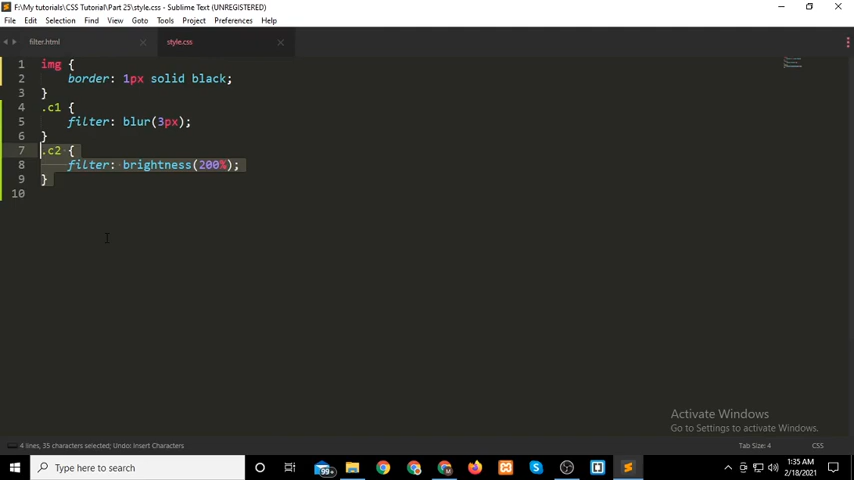 F:\My tutorials\CSS Tutorial\Part 25\style.css - Sublime Text (UNREGISTERED)
File Edit Selection Find View Goto Tools Project Preferences Help
filter.html style.css
1 img {
2 border: 1px solid black;
3 }
4 .c1 {
5 filter: blur(3px);
6 }
7 .c2 {
8 filter: brightness(200%);
9 }
10
Activate Windows
Go to Settings to activate Windows.
4 lines, 35 characters selected; Undo: Insert Characters Tab Size: 4 CSS
Type here to search 99+ 1:35 AM
2/18/2021